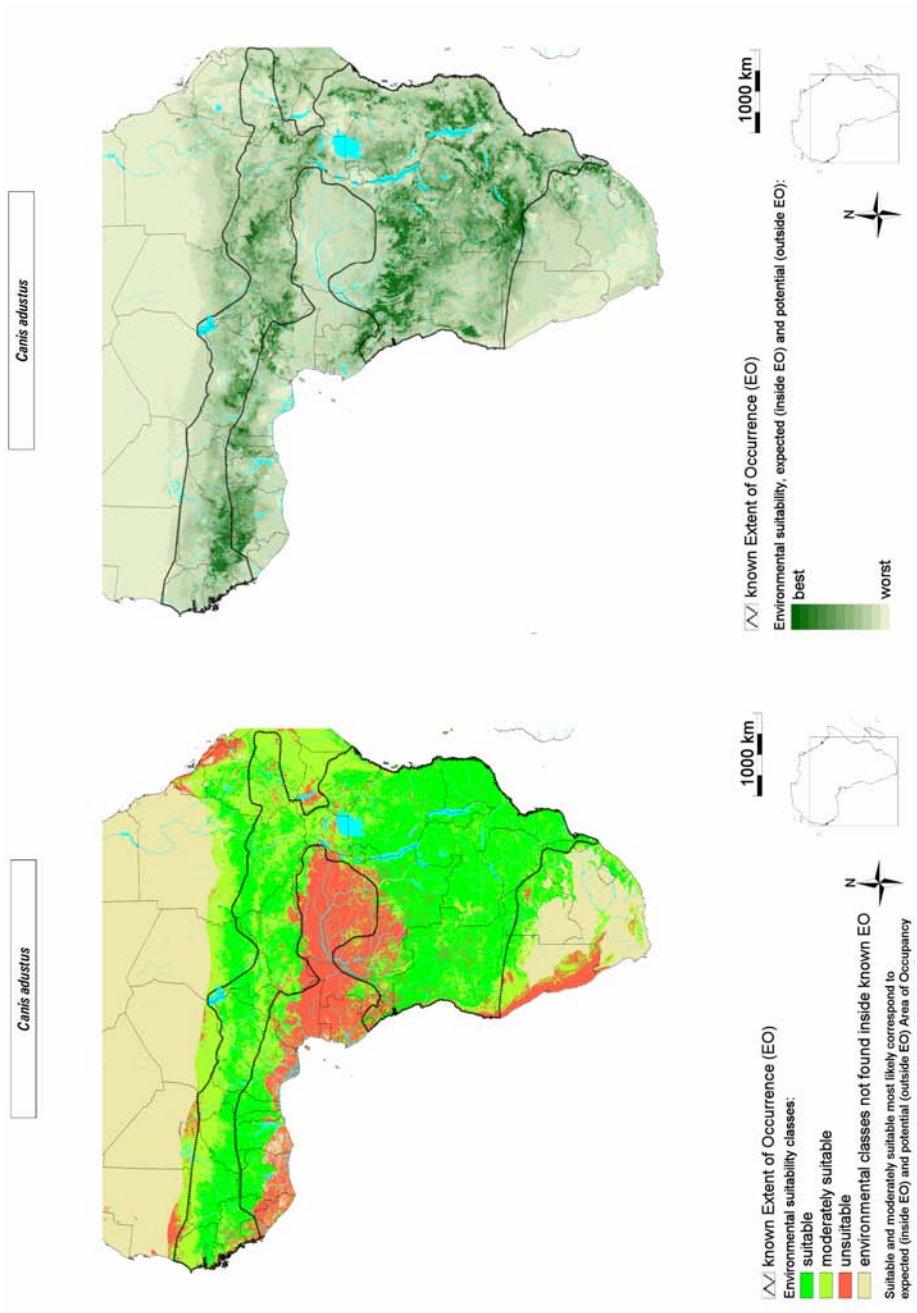 Canis adustus
1000 km
N
known Extent of Occurrence (EO)
Environmental suitability classes:
suitable
moderately suitable
unsuitable
environmental classes not found inside known EO
Suitable and moderately suitable most likely correspond to
expected (inside EO) and potential (outside EO) Area of Occupancy
Canis adustus
1000 km
N
known Extent of Occurrence (EO)
Environmental suitability, expected (inside EO) and potential (outside EO):
best
worst